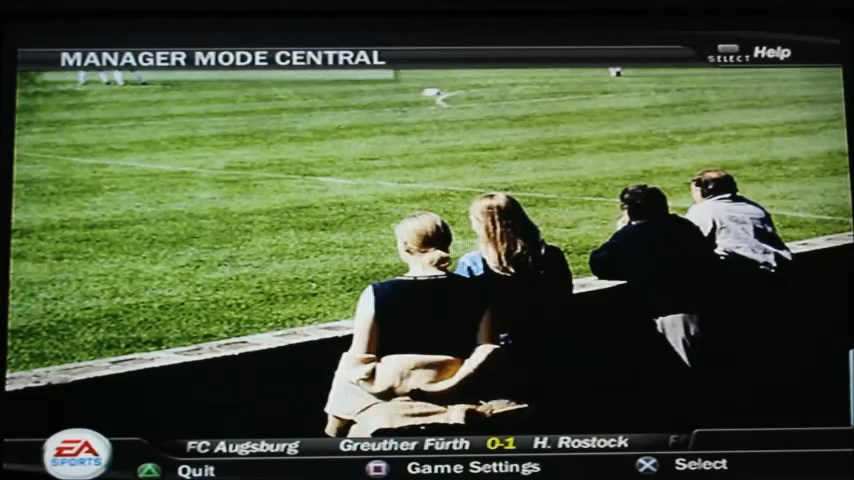 MANAGER MODE CENTRAL
SELECT Help
FC Augsburg Greuther Fürth 0-1 H. Rostock F
EA SPORTS
Quit Game Settings Select